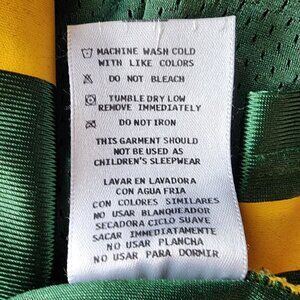 MACHINE WASH COLD
WITH LIKE COLORS
DO NOT BLEACH
TUMBLE DRY LOW
REMOVE IMMEDIATELY
DO NOT IRON
THIS GARMENT SHOULD
NOT BE USED AS
CHILDREN'S SLEEPWEAR
LAVAR EN LAVADORA
CON AGUA FRIA
CON COLORES SIMILARES
NO USAR BLANQUEADOR
SECADORA CICLO SUAVE
SACAR IMMEDIATAMENTE
NO USAR PLANCHA
NO USAR PARA DORMIR